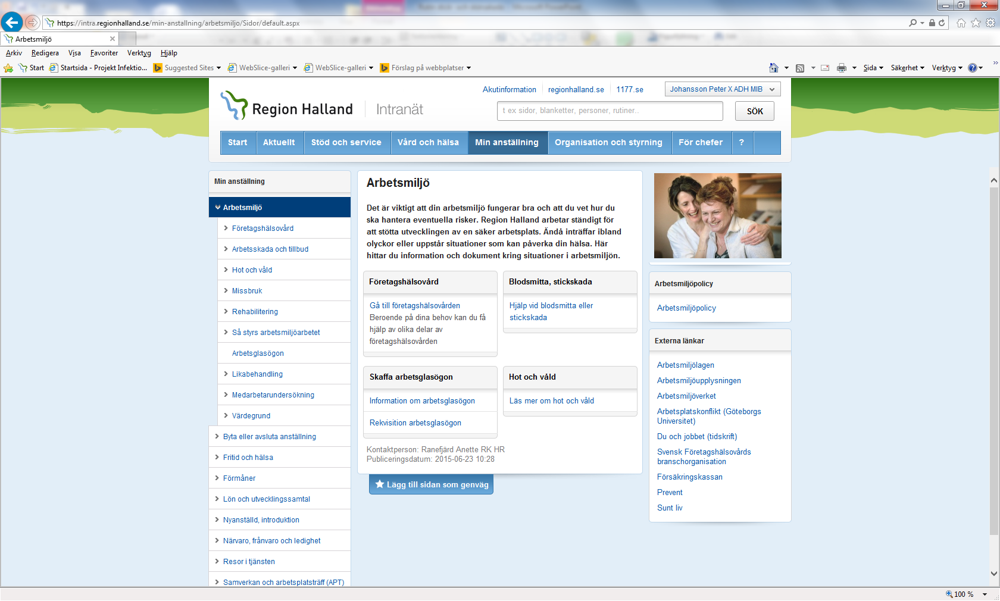 https://intra.regionhalland.se/min-anstallning/arbetsmiljo/Sidor/default.aspx
Arbetsmiljö
Arkiv Redigera Visa Favoriter Verktyg Hjälp
Start Startsida - Projekt Infektio... Suggested Sites WebSlice-galleri WebSlice-galleri Förslag på webbplatser Sida Säkerhet Verktyg
Akutinformation regionhalland.se 1177.se Johansson Peter X ADH MIB
Region Halland Intranät
t ex sidor, blanketter, personer, rutiner.. SÖK
Start Aktuellt Stöd och service Vård och hälsa Min anställning Organisation och styrning För chefer ?
Min anställning
Arbetsmiljö
Företagshälsovård
Arbetsskada och tillbud
Hot och våld
Missbruk
Rehabilitering
Så styrs arbetsmiljöarbetet
Arbetsglasögon
Likabehandling
Medarbetarundersökning
Värdegrund
Byta eller avsluta anställning
Fritid och hälsa
Förmåner
Lön och utvecklingssamtal
Nyanställd, introduktion
Närvaro, frånvaro och ledighet
Resor i tjänsten
Samverkan och arbetsplatsträff (APT)
Arbetsmiljö
Det är viktigt att din arbetsmiljö fungerar bra och att du vet hur du
ska hantera eventuella risker. Region Halland arbetar ständigt för
att stötta utvecklingen av en säker arbetsplats. Ändå inträffar ibland
olyckor eller uppstår situationer som kan påverka din hälsa. Här
hittar du information och dokument kring situationer i arbetsmiljön.
Företagshälsovård
Gå till företagshälsovården
Beroende på dina behov kan du få
hjälp av olika delar av
företagshälsovården
Blodsmitta, stickskada
Hjälp vid blodsmitta eller
stickskada
Skaffa arbetsglasögon
Information om arbetsglasögon
Rekvisition arbetsglasögon
Hot och våld
Läs mer om hot och våld
Kontaktperson: Ranefjärd Anette RK HR
Publiceringsdatum: 2015-06-23 10:28
Lägg till sidan som genväg
Arbetsmiljöpolicy
Arbetsmiljöpolicy
Externa länkar
Arbetsmiljölagen
Arbetsmiljöupplysningen
Arbetsmiljöverket
Arbetsplatskonflikt (Göteborgs
Universitet)
Du och jobbet (tidskrift)
Svensk Företagshälsovårds
branschorganisation
Försäkringskassan
Prevent
Sunt liv
100 %